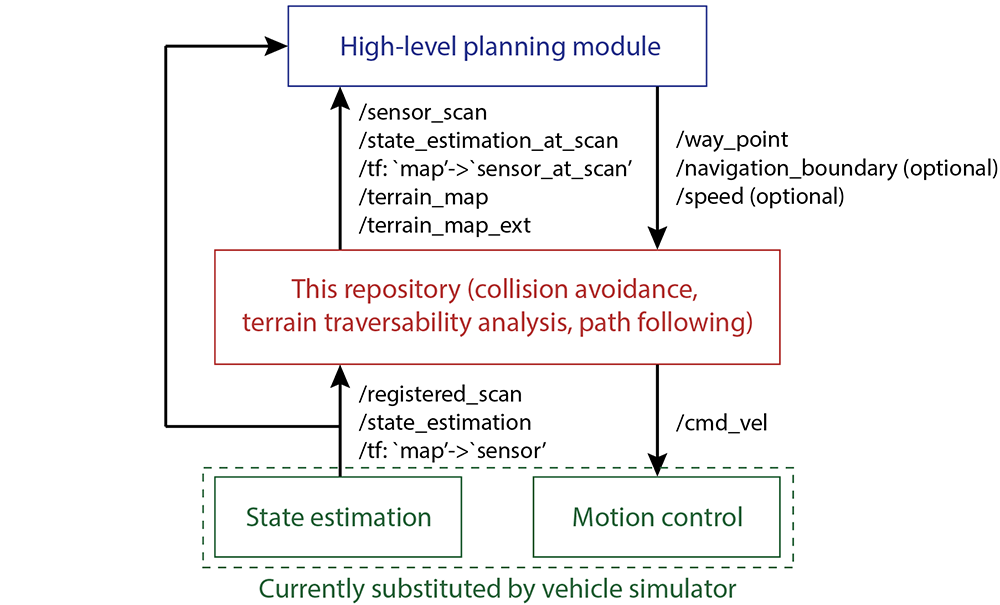 High-level planning module
/sensor_scan
/state_estimation_at_scan
/tf: `map’->`sensor_at_scan’
/terrain_map
/terrain_map_ext
/way_point
/navigation_boundary (optional)
/speed (optional)
This repository (collision avoidance,
terrain traversability analysis, path following)
/registered_scan
/state_estimation
/tf: `map’->`sensor’
/cmd_vel
State estimation
Motion control
Currently substituted by vehicle simulator